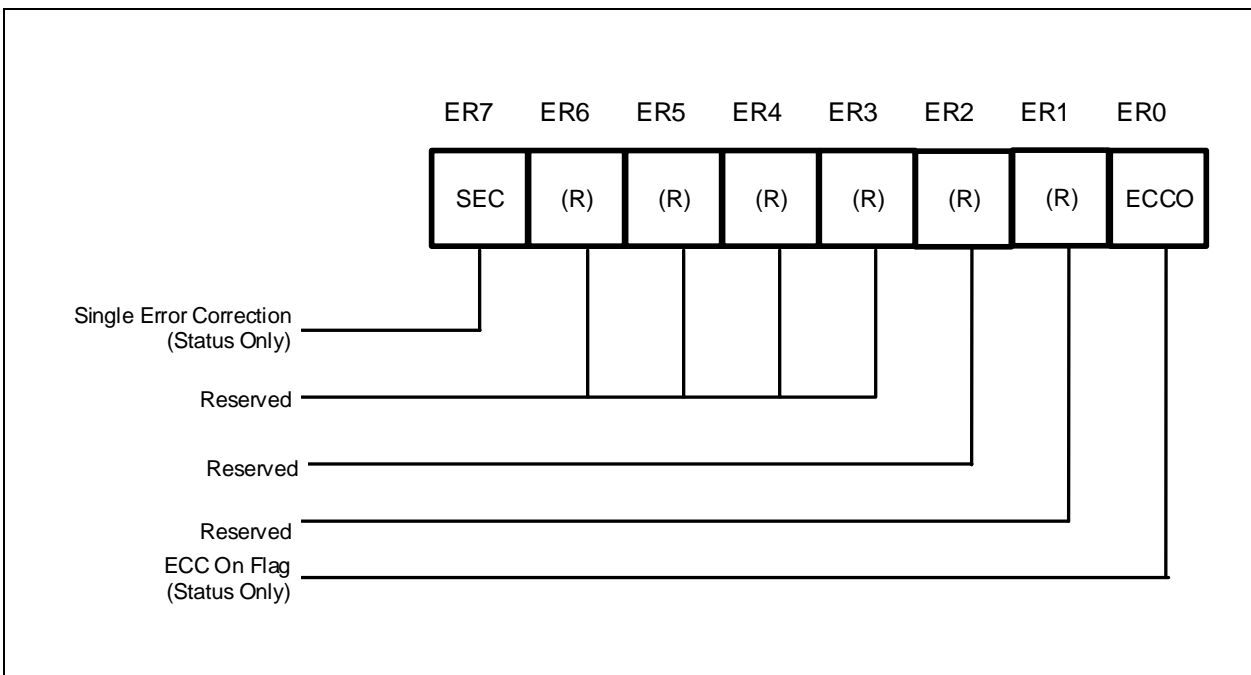 ER7 ER6 ER5 ER4 ER3 ER2 ER1 ER0
SEC (R) (R) (R) (R) (R) (R) ECCO
Single Error Correction
(Status Only)
Reserved
Reserved
Reserved
ECC On Flag
(Status Only)